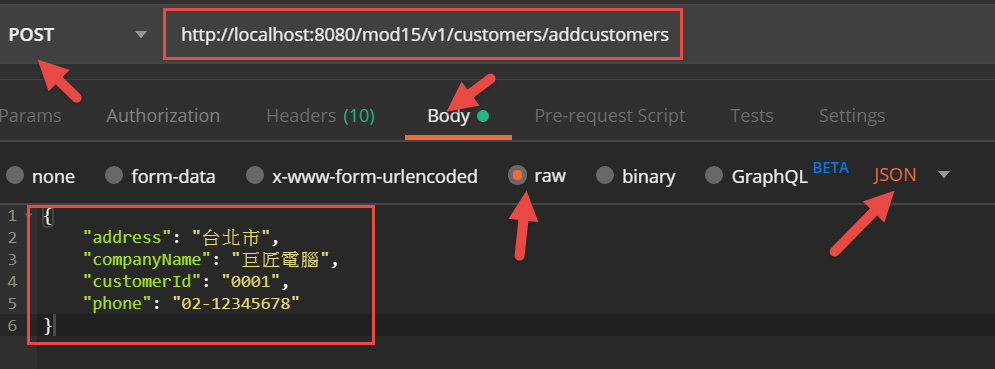 POST http://localhost:8080/mod15/v1/customers/addcustomers
Params Authorization Headers (10) Body Pre-request Script Tests Settings
none form-data x-www-form-urlencoded raw binary GraphQL BETA JSON
1 {
2 "address": "台北市",
3 "companyName": "巨匠電腦",
4 "customerId": "0001",
5 "phone": "02-12345678"
6 }